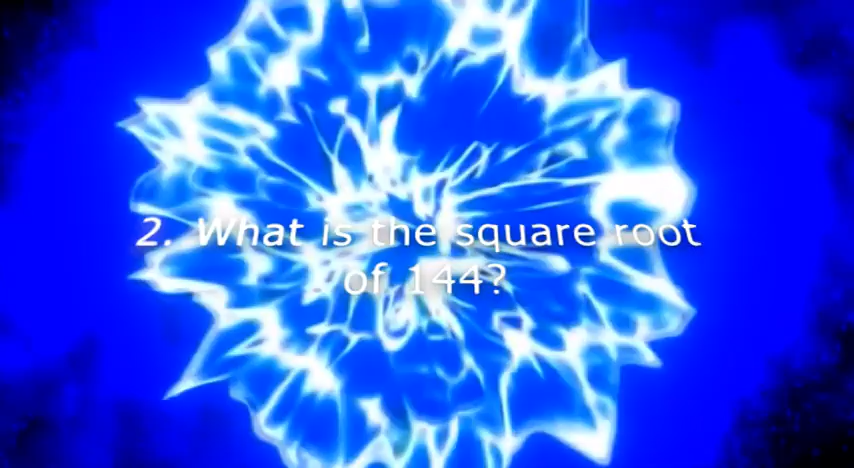 2. What is the square root
of 144?